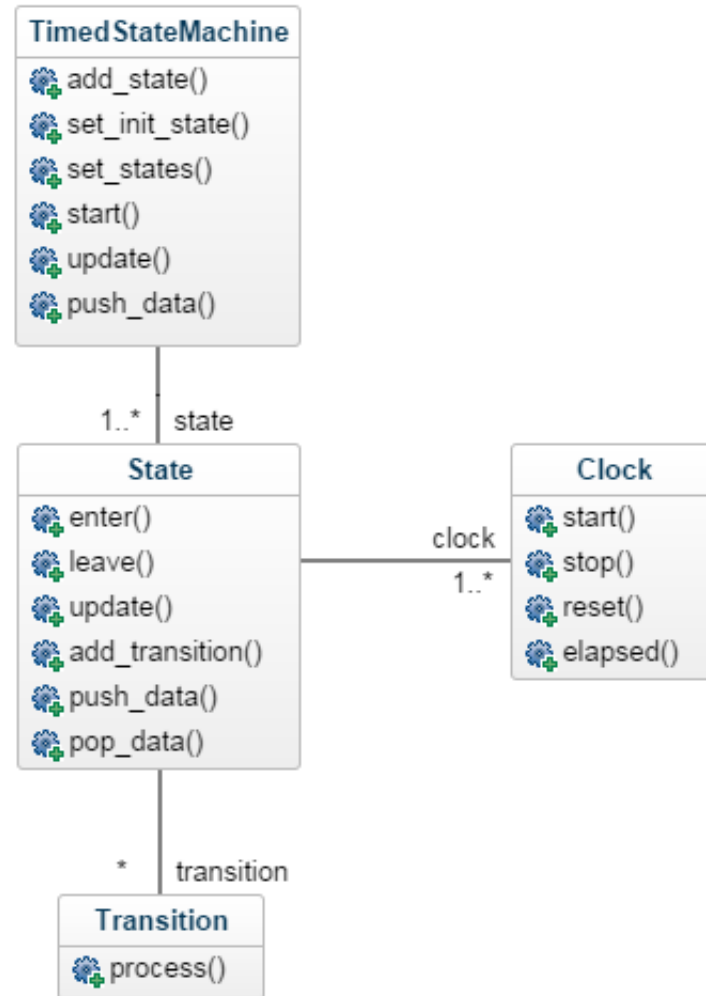 TimedStateMachine
add_state()
set_init_state()
set_states()
start()
update()
push_data()
1..* state
State
enter()
leave()
update()
add_transition()
push_data()
pop_data()
clock
1..*
Clock
start()
stop()
reset()
elapsed()
* transition
Transition
process()